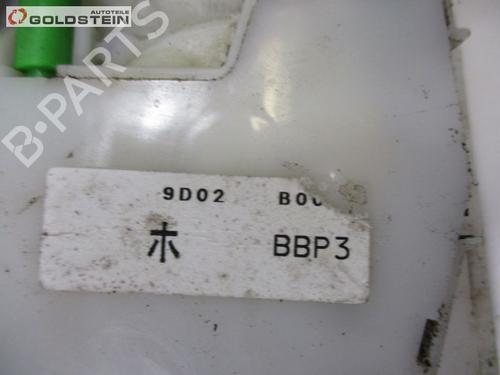 AUTOTEILE
GOLDSTEIN
B-PARTS
9D02
ホ BBP3